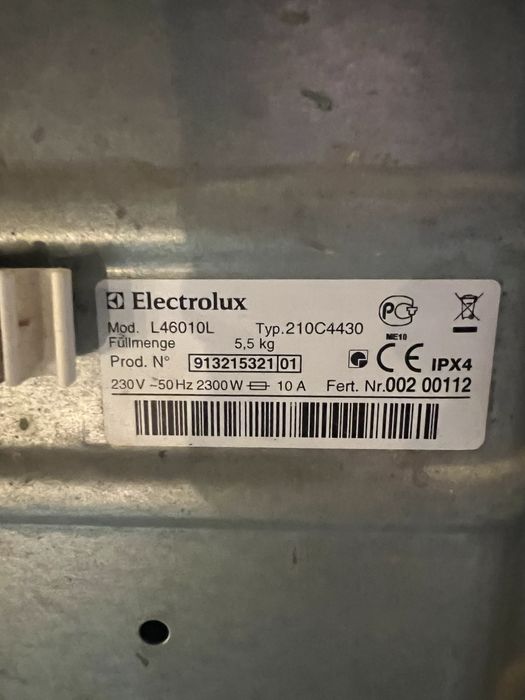 Electrolux
Mod. L46010L Typ.210C4430
Füllmenge 5,5 kg
Prod. N° 913215321 01
ME10
IPX4
230V ~50Hz 2300W 10 A Fert. Nr.002 00112